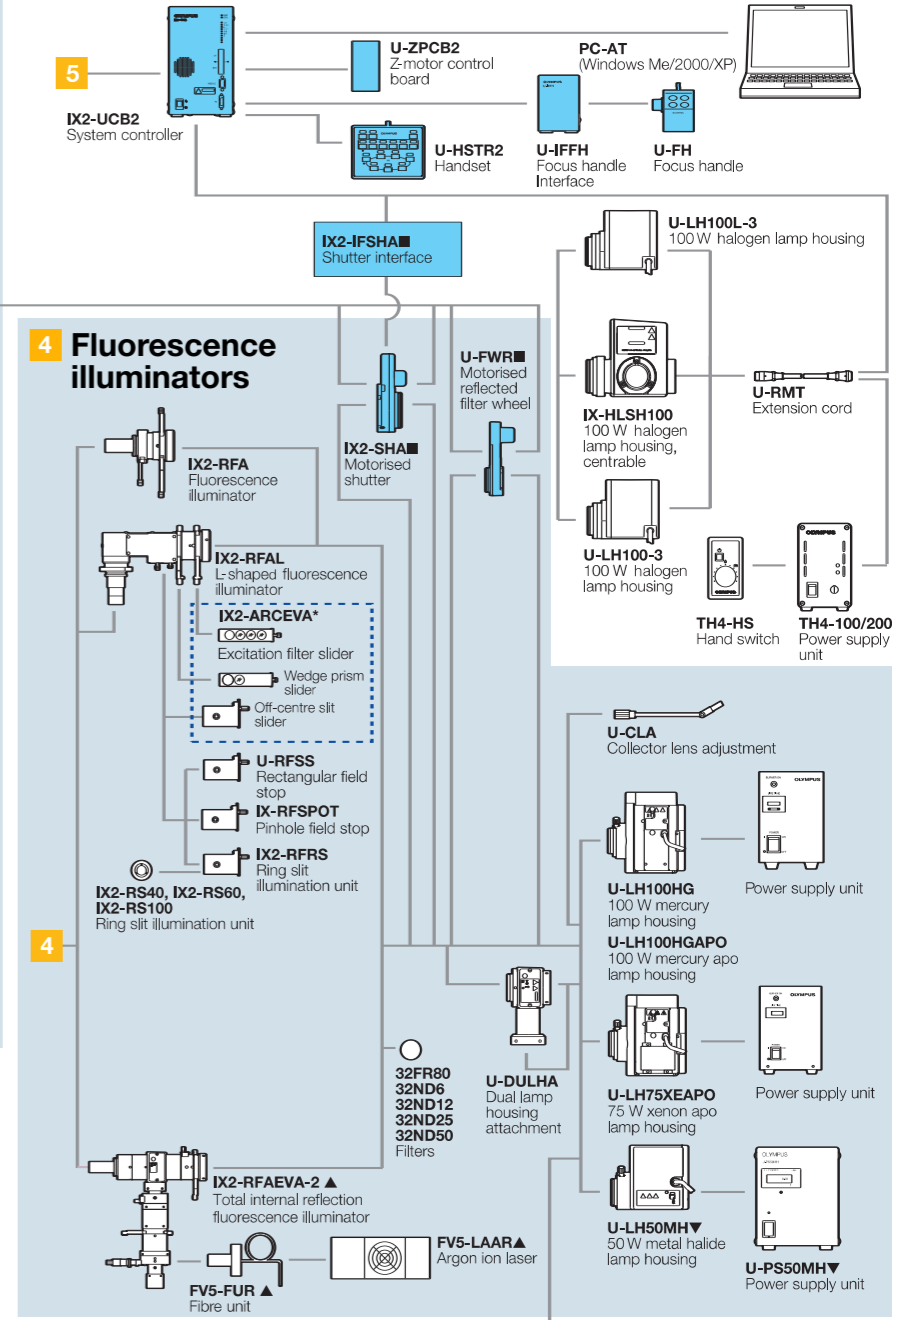 5
IX2-UCB2
System controller
U-ZPCB2
Z-motor control
board
PC-AT
(Windows Me/2000/XP)
U-HSTR2
Handset
U-IFFH
Focus handle
Interface
U-FH
Focus handle
IX2-IFSHA■
Shutter interface
U-LH100L-3
100 W halogen lamp housing
4 Fluorescence
illuminators
U-FWR■
Motorised
reflected
filter wheel
IX2-SHA■
Motorised
shutter
IX-HLSH100
100 W halogen
lamp housing,
centrable
U-RMT
Extension cord
U-LH100-3
100 W halogen
lamp housing
OLYMPUS
TH4-HS
Hand switch
TH4-100/200
Power supply
unit
IX2-RFA
Fluorescence
illuminator
IX2-RFAL
L-shaped fluorescence
illuminator
IX2-ARCEVA*
Excitation filter slider
Wedge prism
slider
Off-centre slit
slider
U-RFSS
Rectangular field
stop
IX-RFSPOT
Pinhole field stop
IX2-RFRS
Ring slit
illumination unit
IX2-RS40, IX2-RS60,
IX2-RS100
Ring slit illumination unit
4
U-CLA
Collector lens adjustment
OLYMPUS
U-LH100HG
100 W mercury
lamp housing
Power supply unit
U-LH100HGAPO
100 W mercury apo
lamp housing
OLYMPUS
U-DULHA
Dual lamp
housing
attachment
U-LH75XEAPO
75 W xenon apo
lamp housing
Power supply unit
32FR80
32ND6
32ND12
32ND25
32ND50
Filters
OLYMPUS
IX2-RFAEVA-2 ▲
Total internal reflection
fluorescence illuminator
FV5-FUR ▲
Fibre unit
FV5-LAAR▲
Argon ion laser
U-LH50MH▼
50 W metal halide
lamp housing
U-PS50MH▼
Power supply unit